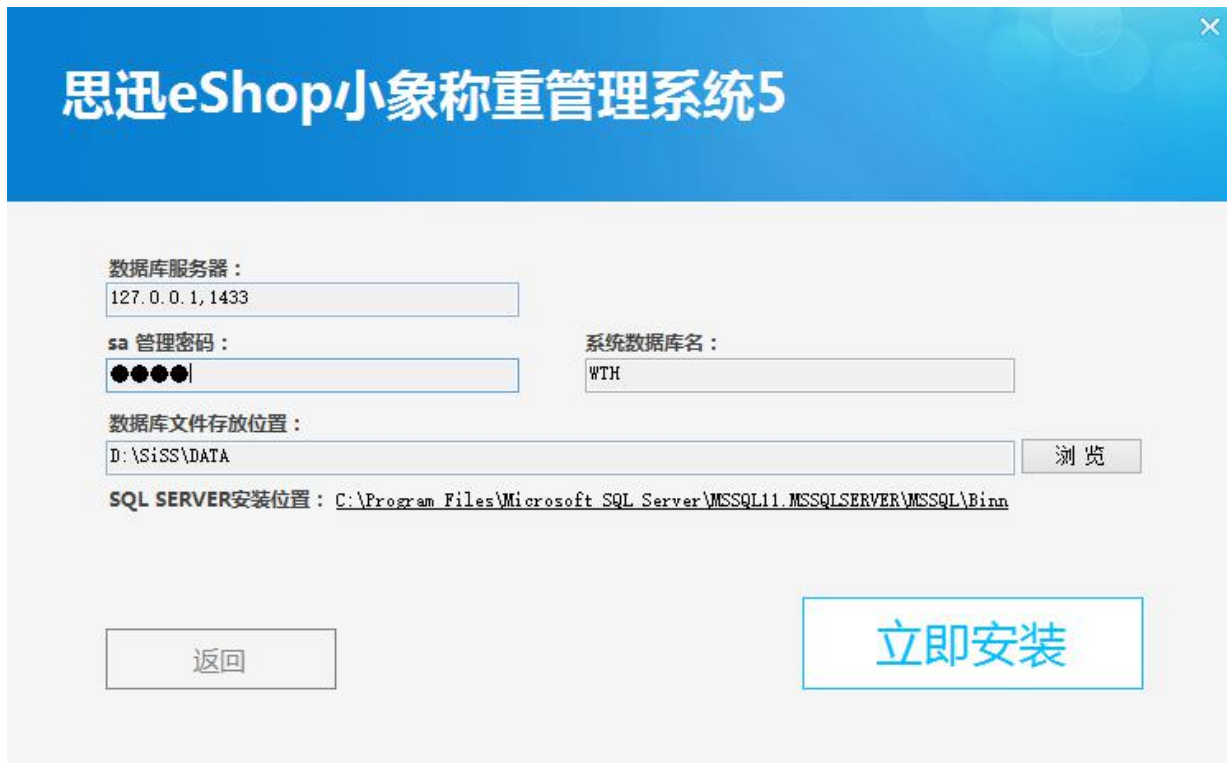 思迅eShop小象称重管理系统5
数据库服务器：
127.0.0.1,1433
sa 管理密码： 系统数据库名：
●●●● WTH
数据库文件存放位置：
D:\SiSS\DATA 浏览
SQL SERVER安装位置： C:\Program Files\Microsoft SQL Server\MSSQL11.MSSQLSERVER\MSSQL\Binn
返回 立即安装